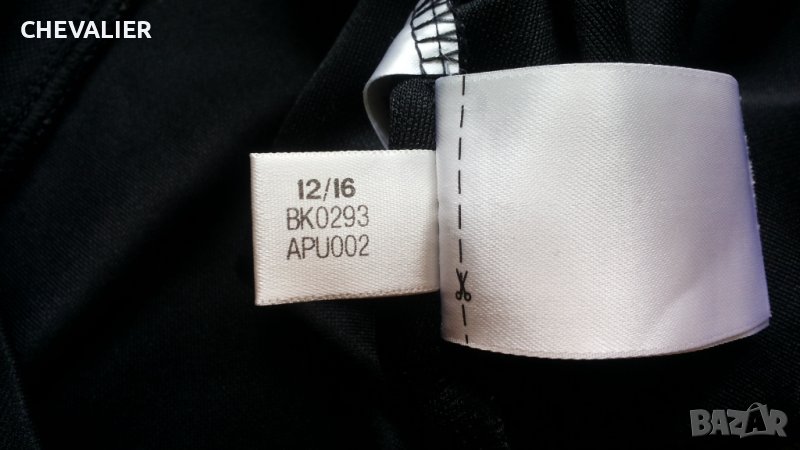 CHEVALIER
12/16
BK0293
APU002
BAZAR